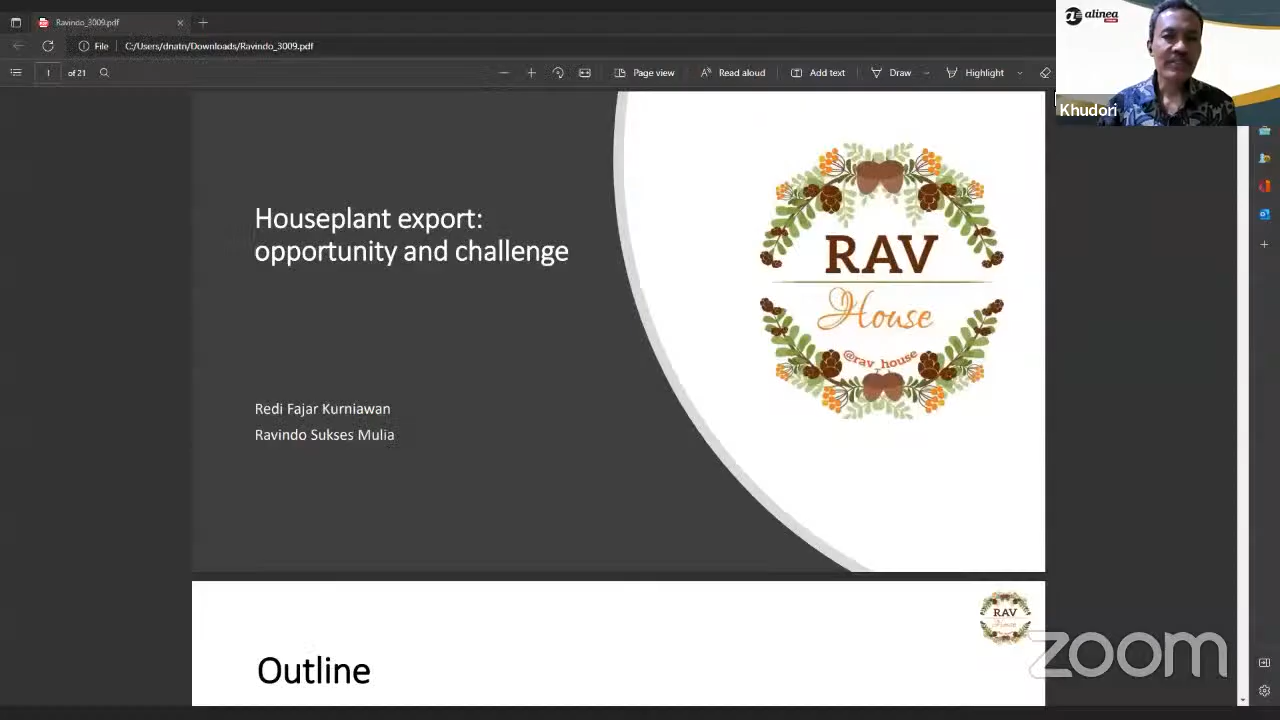 Ravindo_3009.pdf
File
C:/Users/dnatn/Downloads/Ravindo_3009.pdf
1 of 21
Page view
Read aloud
Add text
Draw
Highlight
alinea
Khudori
Houseplant export:
opportunity and challenge
RAV
House
@rav_house
Redi Fajar Kurniawan
Ravindo Sukses Mulia
RAV
House
Outline
zoom